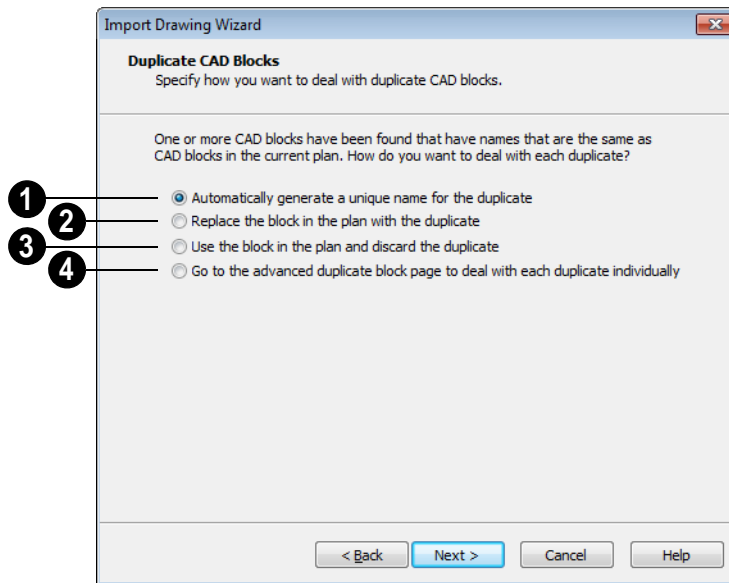 Import Drawing Wizard
Duplicate CAD Blocks
Specify how you want to deal with duplicate CAD blocks.
One or more CAD blocks have been found that have names that are the same as
CAD blocks in the current plan. How do you want to deal with each duplicate?
1 Automatically generate a unique name for the duplicate
2 Replace the block in the plan with the duplicate
3 Use the block in the plan and discard the duplicate
4 Go to the advanced duplicate block page to deal with each duplicate individually
< Back Next > Cancel Help